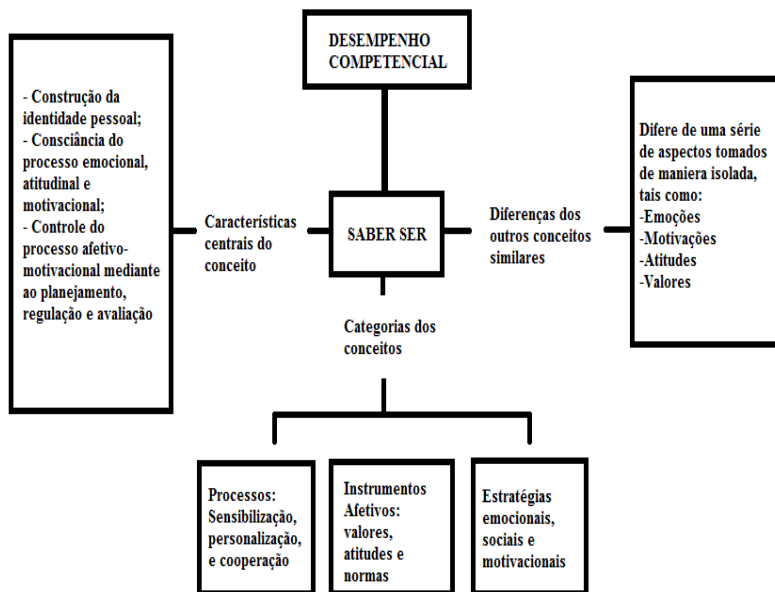 DESEMPENHO
COMPETENCIAL
- Construção da
identidade pessoal;
- Consciância do
processo emocional,
atitudinal e
motivacional;
- Controle do
processo afetivo-
motivacional mediante
ao planejamento,
regulação e avaliação
Características
centrais do
conceito
SABER SER
Diferenças dos
outros conceitos
similares
Difere de uma série
de aspectos tomados
de maniera isolada,
tais como:
-Emoções
-Motivações
-Atitudes
-Valores
Categorias dos
conceitos
Processos:
Sensibilização,
personalização,
e cooperação
Instrumentos
Afetivos:
valores,
atitudes e
normas
Estratégias
emocionais,
sociais e
motivacionais